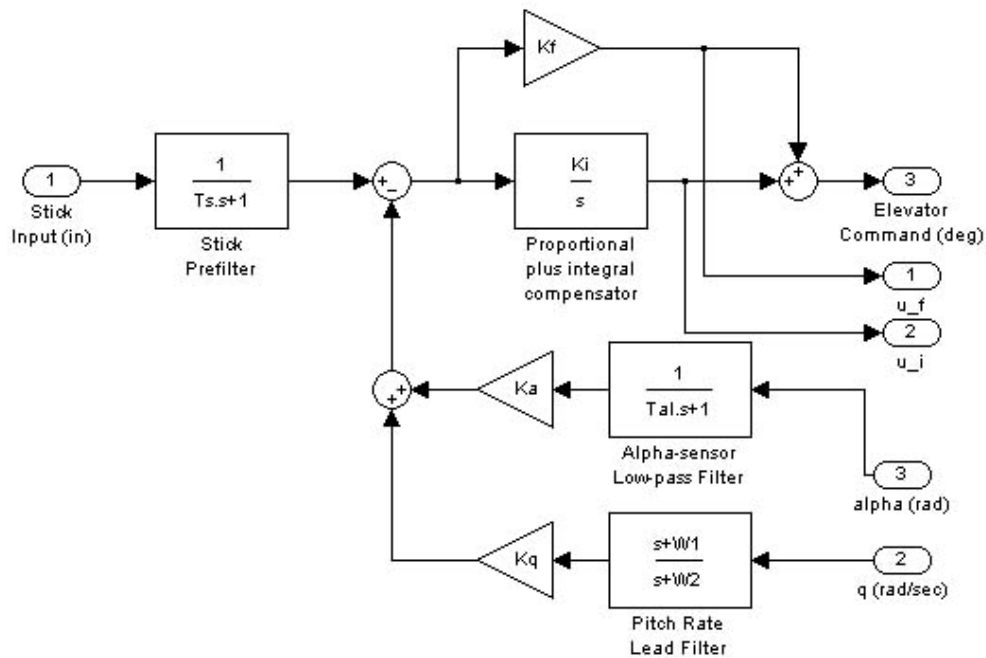 Kf
1
Stick
Input (in)
1
Ts.s+1
Stick
Prefilter
+
−
Ki
s
Proportional
plus integral
compensator
+
+
3
Elevator
Command (deg)
1
u_f
2
u_i
+
+
Ka
1
Tal.s+1
Alpha-sensor
Low-pass Filter
3
alpha (rad)
Kq
s+W1
s+W2
Pitch Rate
Lead Filter
2
q (rad/sec)